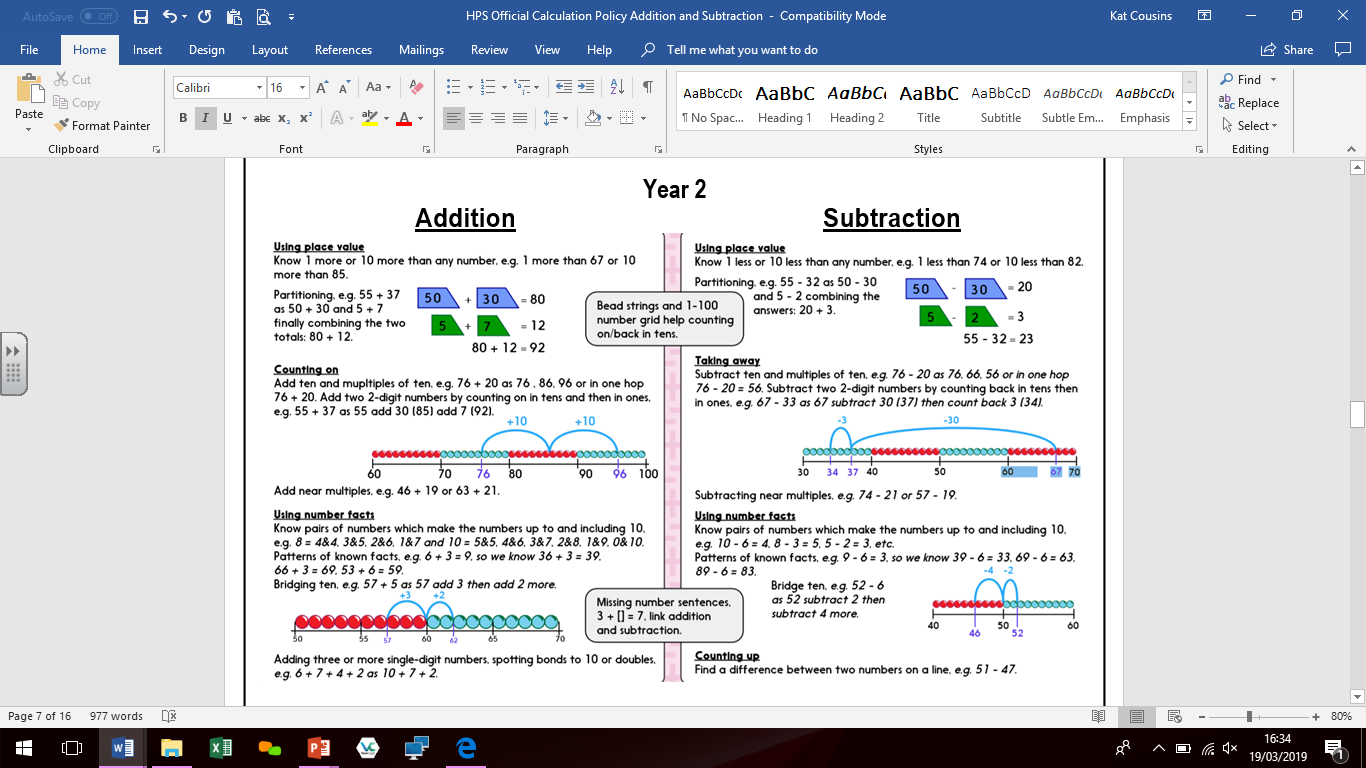 AutoSave Off
HPS Official Calculation Policy Addition and Subtraction - Compatibility Mode
Kat Cousins
File Home Insert Design Layout References Mailings Review View Help Tell me what you want to do Share
Paste
Cut
Copy
Format Painter
Clipboard
Calibri 16
Font
Paragraph
AaBbCcDc AaBbC AaBbC AaBbC AaBbCcD AaBbCcDc AaBbCcDc
¶ No Spac... Heading 1 Heading 2 Title Subtitle Subtle Em... Emphasis
Styles
Find
Replace
Select
Editing
Year 2
Addition
Using place value
Know 1 more or 10 more than any number, e.g. 1 more than 67 or 10
more than 85.
Partitioning, e.g. 55 + 37
as 50 + 30 and 5 + 7
finally combining the two
totals: 80 + 12.
50 + 30 = 80
5 + 7 = 12
80 + 12 = 92
Counting on
Add ten and mupltiples of ten, e.g. 76 + 20 as 76 , 86, 96 or in one hop
76 + 20. Add two 2-digit numbers by counting on in tens and then in ones,
e.g. 55 + 37 as 55 add 30 (85) add 7 (92).
+10 +10
60 70 76 80 90 96 100
Add near multiples, e.g. 46 + 19 or 63 + 21.
Using number facts
Know pairs of numbers which make the numbers up to and including 10,
e.g. 8 = 4&4, 3&5, 2&6, 1&7 and 10 = 5&5, 4&6, 3&7, 2&8, 1&9, 0&10.
Patterns of known facts, e.g. 6 + 3 = 9, so we know 36 + 3 = 39,
66 + 3 = 69, 53 + 6 = 59.
Bridging ten, e.g. 57 + 5 as 57 add 3 then add 2 more.
+3 +2
50 55 57 60 62 65 70
Adding three or more single-digit numbers, spotting bonds to 10 or doubles,
e.g. 6 + 7 + 4 + 2 as 10 + 7 + 2.
Bead strings and 1-100
number grid help counting
on/back in tens.
Missing number sentences,
3 + [] = 7, link addition
and subtraction.
Subtraction
Using place value
Know 1 less or 10 less than any number, e.g. 1 less than 74 or 10 less than 82.
Partitioning, e.g. 55 - 32 as 50 - 30
and 5 - 2 combining the
answers: 20 + 3.
50 - 30 = 20
5 - 2 = 3
55 - 32 = 23
Taking away
Subtract ten and multiples of ten, e.g. 76 - 20 as 76, 66, 56 or in one hop
76 - 20 = 56. Subtract two 2-digit numbers by counting back in tens then
in ones, e.g. 67 - 33 as 67 subtract 30 (37) then count back 3 (34).
-3 -30
30 34 37 40 50 60 67 70
Subtracting near multiples, e.g. 74 - 21 or 57 - 19.
Using number facts
Know pairs of numbers which make the numbers up to and including 10,
e.g. 10 - 6 = 4, 8 - 3 = 5, 5 - 2 = 3, etc.
Patterns of known facts, e.g. 9 - 6 = 3, so we know 39 - 6 = 33, 69 - 6 = 63,
89 - 6 = 83.
Bridge ten, e.g. 52 - 6
as 52 subtract 2 then
subtract 4 more.
-4 -2
40 46 50 52 60
Counting up
Find a difference between two numbers on a line, e.g. 51 - 47.
Page 7 of 16 977 words 80%
16:34
19/03/2019